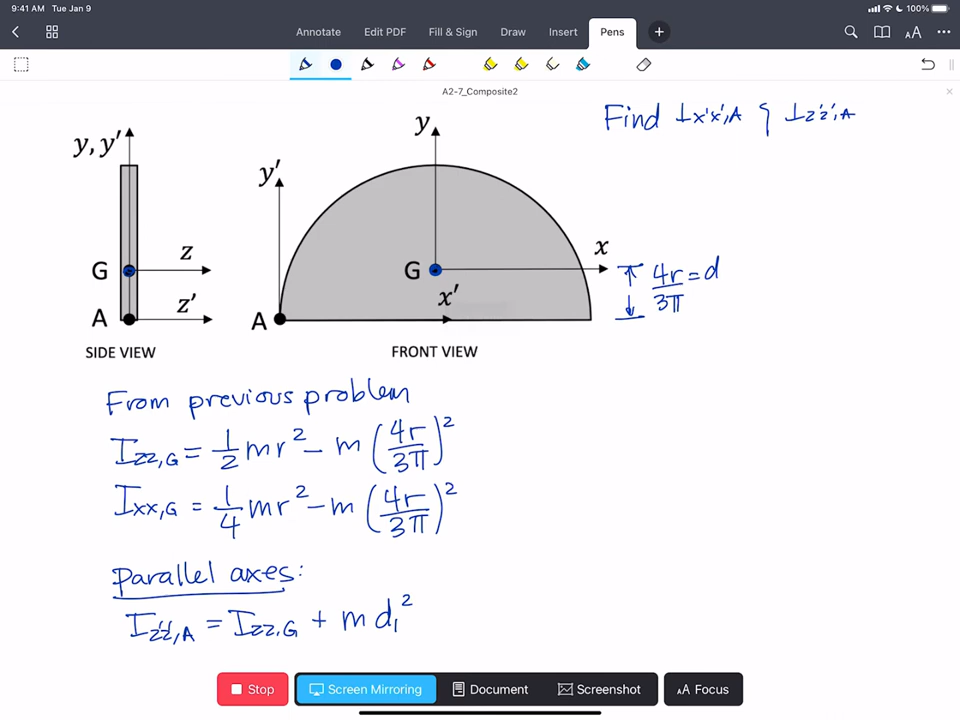 9:41 AM Tue Jan 9
100%
Annotate Edit PDF Fill & Sign Draw Insert Pens
AA
A2-7_Composite2
Find Ix'x',A & Iz'z',A
y, y'
y'
y
G
z
A
z'
G
x
x'
A
4r/3π = d
SIDE VIEW
FRONT VIEW
From previous problem
Izz,G = 1/2 mr² - m (4r/3π)²
Ixx,G = 1/4 mr² - m (4r/3π)²
parallel axes:
Iz'z',A = Izz,G + m d₁²
Stop Screen Mirroring Document Screenshot AA Focus